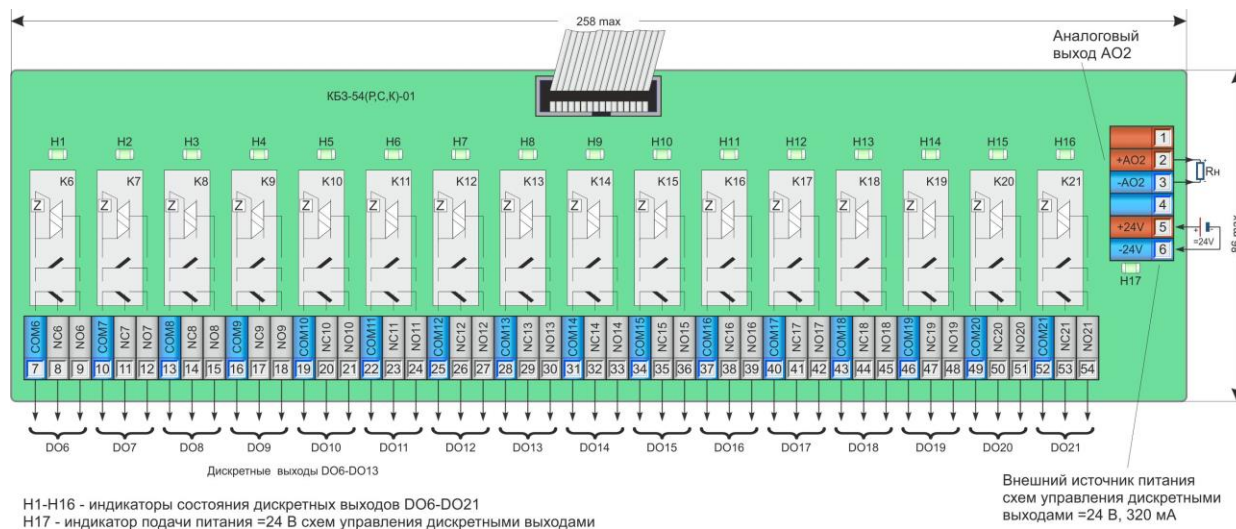 258 max
Аналоговый
выход АО2
КБЗ-54(Р,С,К)-01
H1 H2 H3 H4 H5 H6 H7 H8 H9 H10 H11 H12 H13 H14 H15 H16
K6 K7 K8 K9 K10 K11 K12 K13 K14 K15 K16 K17 K18 K19 K20 K21
Z Z Z Z Z Z Z Z Z Z Z Z Z Z Z Z
1
+AO2 2
-AO2 3
Rн
4
+24V 5
-24V 6
=24V
H17
86 max
COM6 NC6 NO6 COM7 NC7 NO7 COM8 NC8 NO8 COM9 NC9 NO9 COM10 NC10 NO10 COM11 NC11 NO11 COM12 NC12 NO12 COM13 NC13 NO13 COM14 NC14 NO14 COM15 NC15 NO15 COM16 NC16 NO16 COM17 NC17 NO17 COM18 NC18 NO18 COM19 NC19 NO19 COM20 NC20 NO20 COM21 NC21 NO21
7 8 9 10 11 12 13 14 15 16 17 18 19 20 21 22 23 24 25 26 27 28 29 30 31 32 33 34 35 36 37 38 39 40 41 42 43 44 45 46 47 48 49 50 51 52 53 54
DO6 DO7 DO8 DO9 DO10 DO11 DO12 DO13 DO14 DO15 DO16 DO17 DO18 DO19 DO20 DO21
Дискретные выходы DO6-DO13
Внешний источник питания
схем управления дискретными
выходами =24 В, 320 мА
H1-H16 - индикаторы состояния дискретных выходов DO6-DO21
H17 - индикатор подачи питания =24 В схем управления дискретными выходами